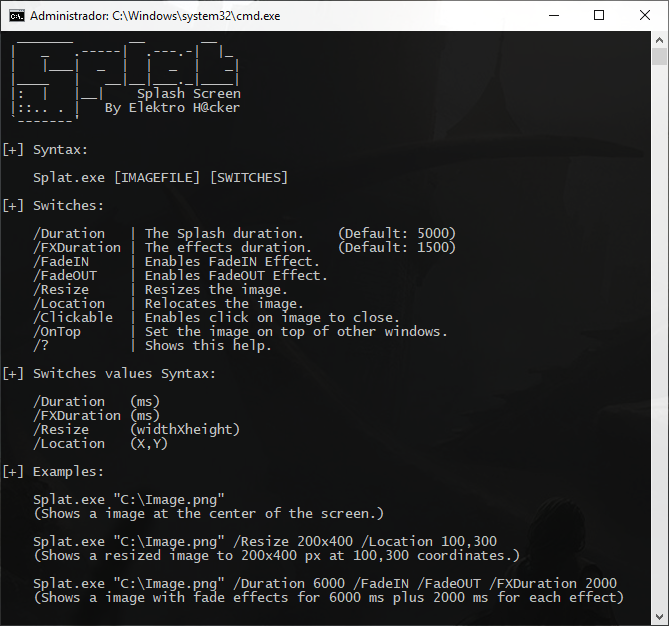 Administrador: C:\Windows\system32\cmd.exe
Splat
Splash Screen
By Elektro H@cker
[+] Syntax:
Splat.exe [IMAGEFILE] [SWITCHES]
[+] Switches:
/Duration | The Splash duration. (Default: 5000)
/FXDuration | The effects duration. (Default: 1500)
/FadeIN | Enables FadeIN Effect.
/FadeOUT | Enables FadeOUT Effect.
/Resize | Resizes the image.
/Location | Relocates the image.
/Clickable | Enables click on image to close.
/OnTop | Set the image on top of other windows.
/? | Shows this help.
[+] Switches values Syntax:
/Duration (ms)
/FXDuration (ms)
/Resize (widthXheight)
/Location (X,Y)
[+] Examples:
Splat.exe "C:\Image.png"
(Shows a image at the center of the screen.)
Splat.exe "C:\Image.png" /Resize 200x400 /Location 100,300
(Shows a resized image to 200x400 px at 100,300 coordinates.)
Splat.exe "C:\Image.png" /Duration 6000 /FadeIN /FadeOUT /FXDuration 2000
(Shows a image with fade effects for 6000 ms plus 2000 ms for each effect)